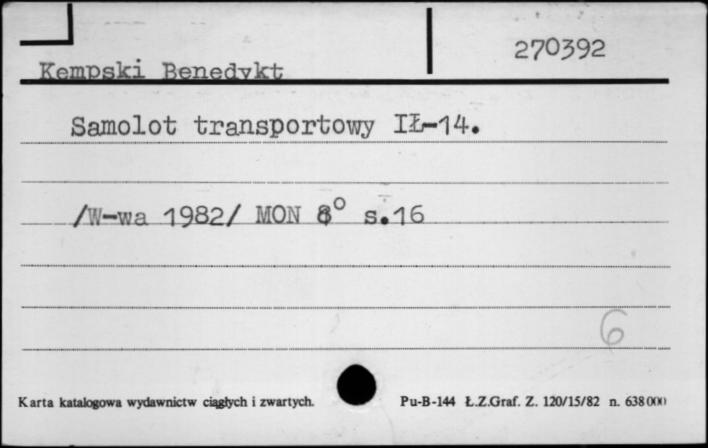 270392
Kempski Benedykt
Samolot transportowy IŁ-14.
/W-wa 1982/ MON 8° s.16
6
Karta katalogowa wydawnictw ciągłych i zwartych. Pu-B-144 Ł.Z.Graf. Z. 120/15/82 n. 638000